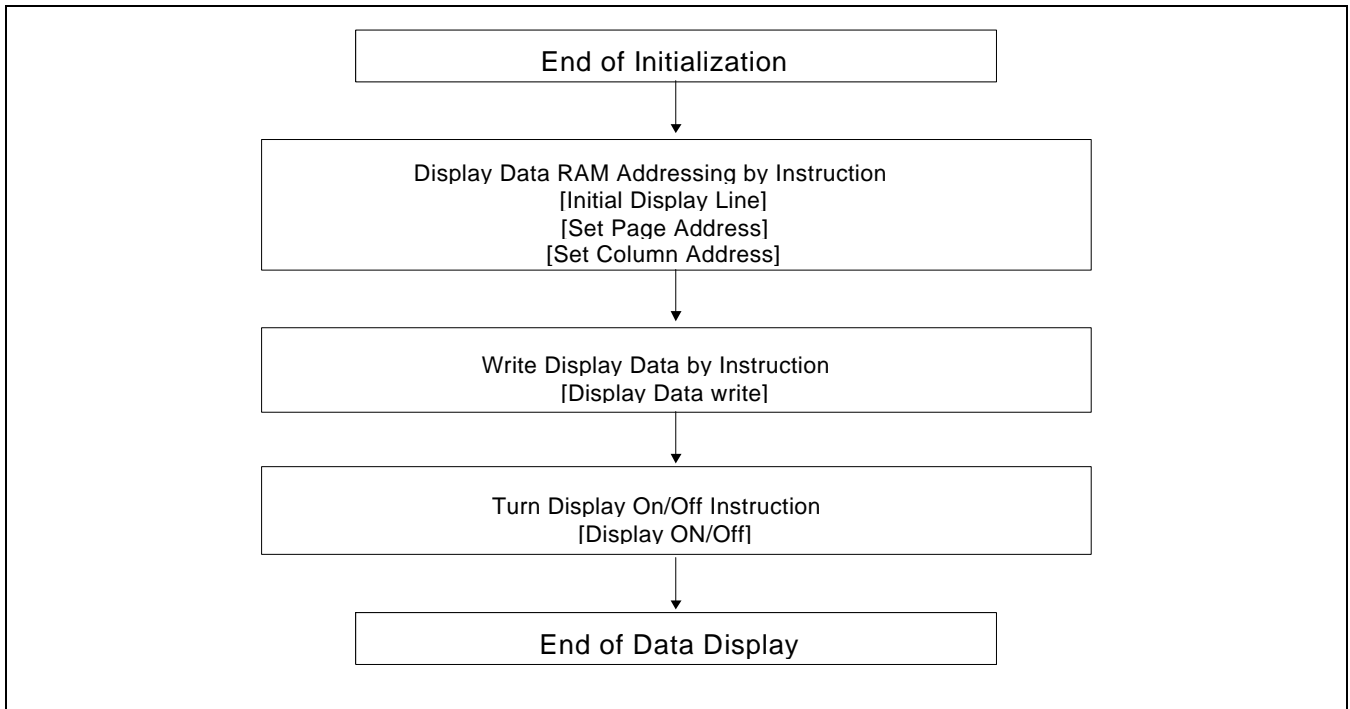 End of Initialization
Display Data RAM Addressing by Instruction
[Initial Display Line]
[Set Page Address]
[Set Column Address]
Write Display Data by Instruction
[Display Data write]
Turn Display On/Off Instruction
[Display ON/Off]
End of Data Display